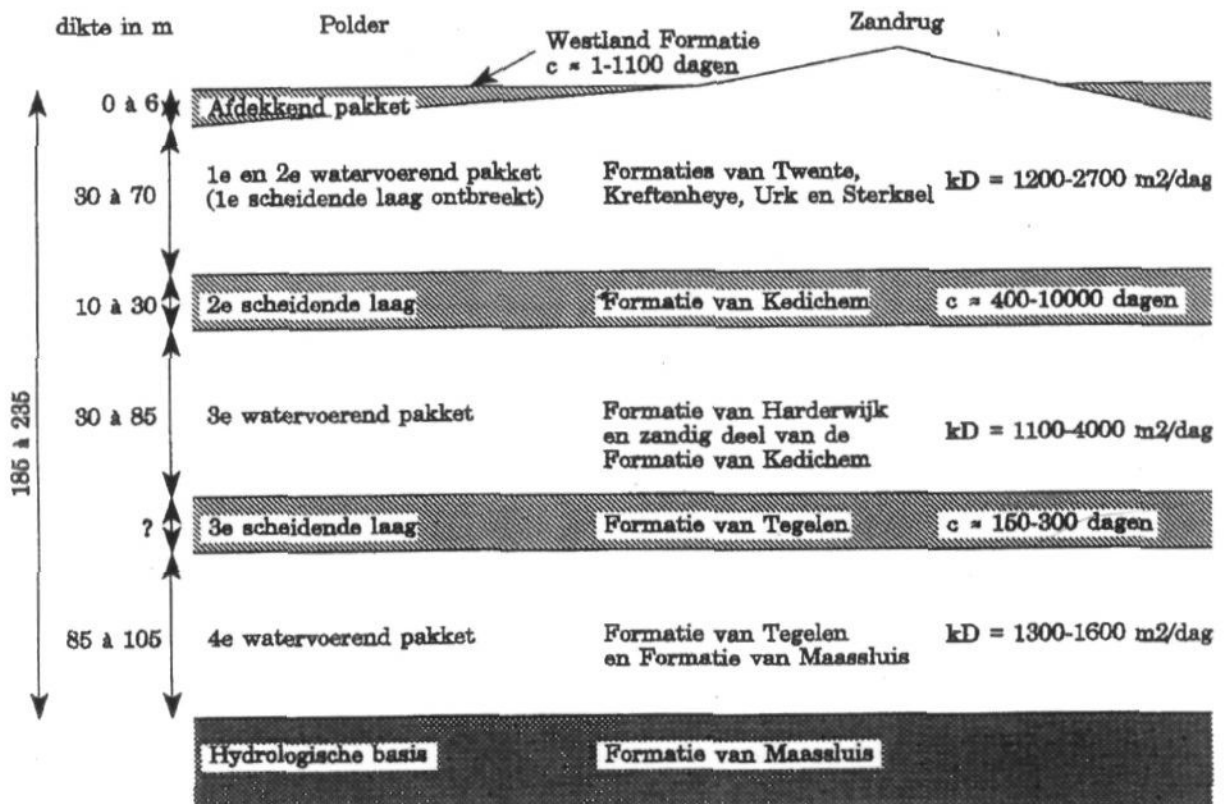 dikte in m
Polder
Zandrug
Westland Formatie
c ≈ 1-1100 dagen
0 à 6
Afdekkend pakket
30 à 70
1e en 2e watervoerend pakket
(1e scheidende laag ontbreekt)
Formaties van Twente,
Kreftenheye, Urk en Sterksel
kD = 1200-2700 m2/dag
10 à 30
2e scheidende laag
Formatie van Kedichem
c ≈ 400-10000 dagen
185 à 235
30 à 85
3e watervoerend pakket
Formatie van Harderwijk
en zandig deel van de
Formatie van Kedichem
kD = 1100-4000 m2/dag
?
3e scheidende laag
Formatie van Tegelen
c ≈ 150-300 dagen
85 à 105
4e watervoerend pakket
Formatie van Tegelen
en Formatie van Maassluis
kD = 1300-1600 m2/dag
Hydrologische basis
Formatie van Maassluis